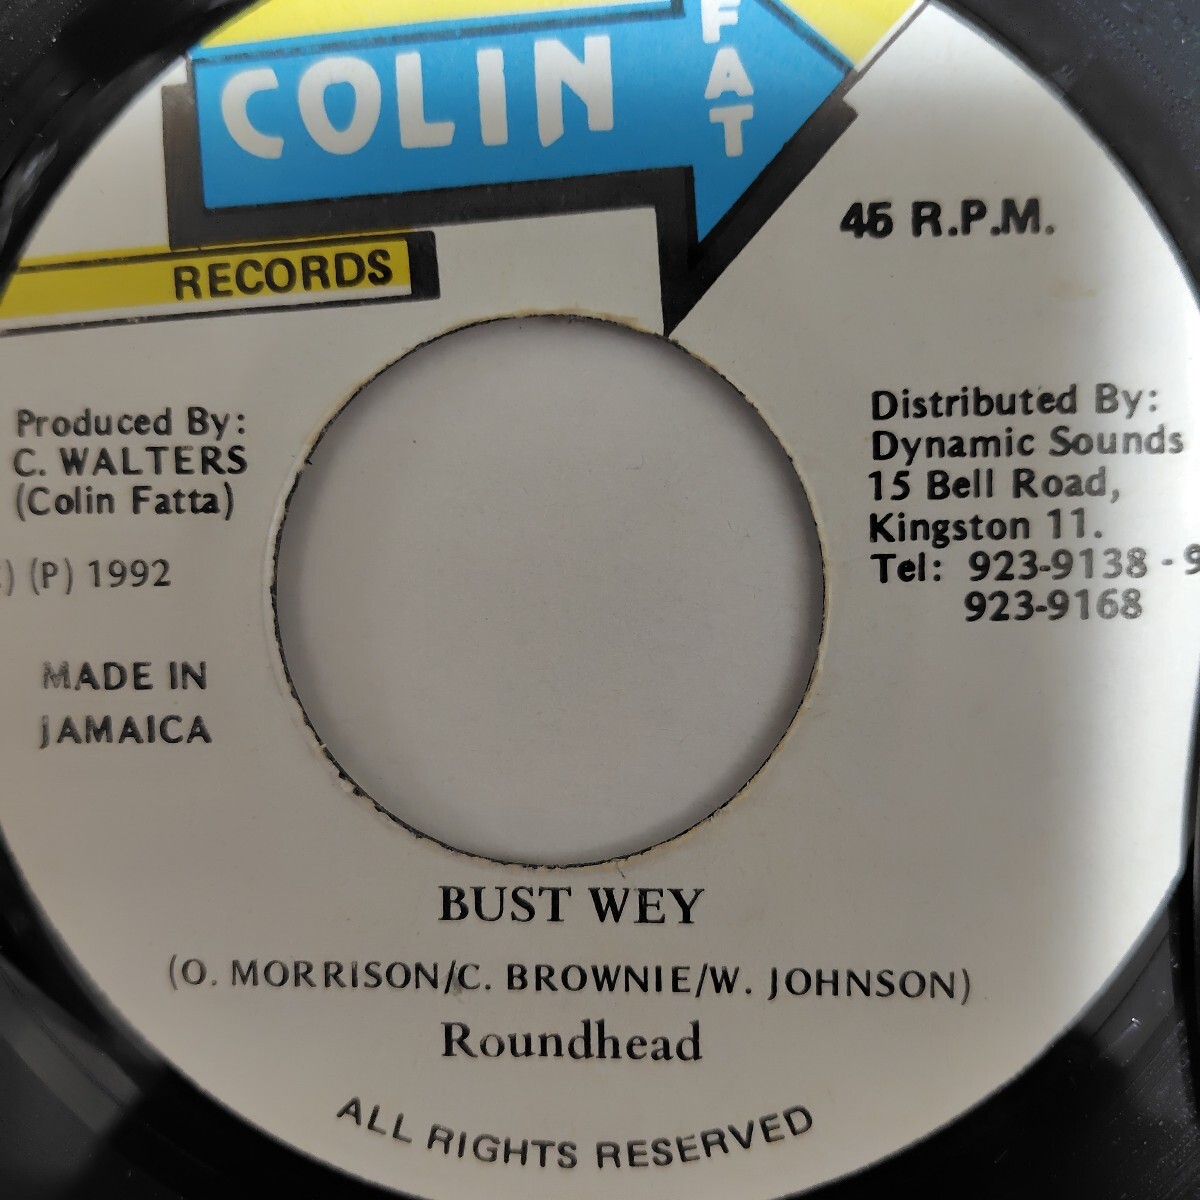 COLIN
FAT
RECORDS
45 R.P.M.
Produced By:
C. WALTERS
(Colin Fatta)
) (P) 1992
MADE IN
JAMAICA
Distributed By:
Dynamic Sounds
15 Bell Road,
Kingston 11.
Tel: 923-9138 - 9
923-9168
BUST WEY
(O. MORRISON/C. BROWNIE/W. JOHNSON)
Roundhead
ALL RIGHTS RESERVED